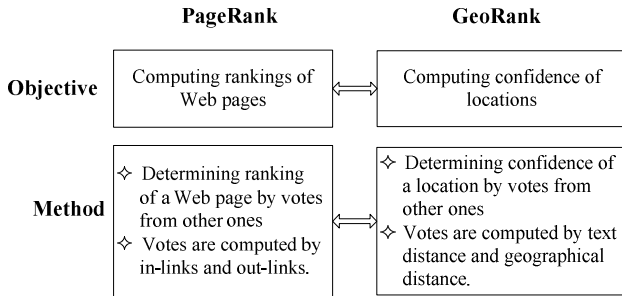 PageRank
GeoRank
Objective
Computing rankings of
Web pages
Computing confidence of
locations
Method
✧ Determining ranking
of a Web page by votes
from other ones
✧ Votes are computed by
in-links and out-links.
✧ Determining confidence of
a location by votes from
other ones
✧ Votes are computed by text
distance and geographical
distance.